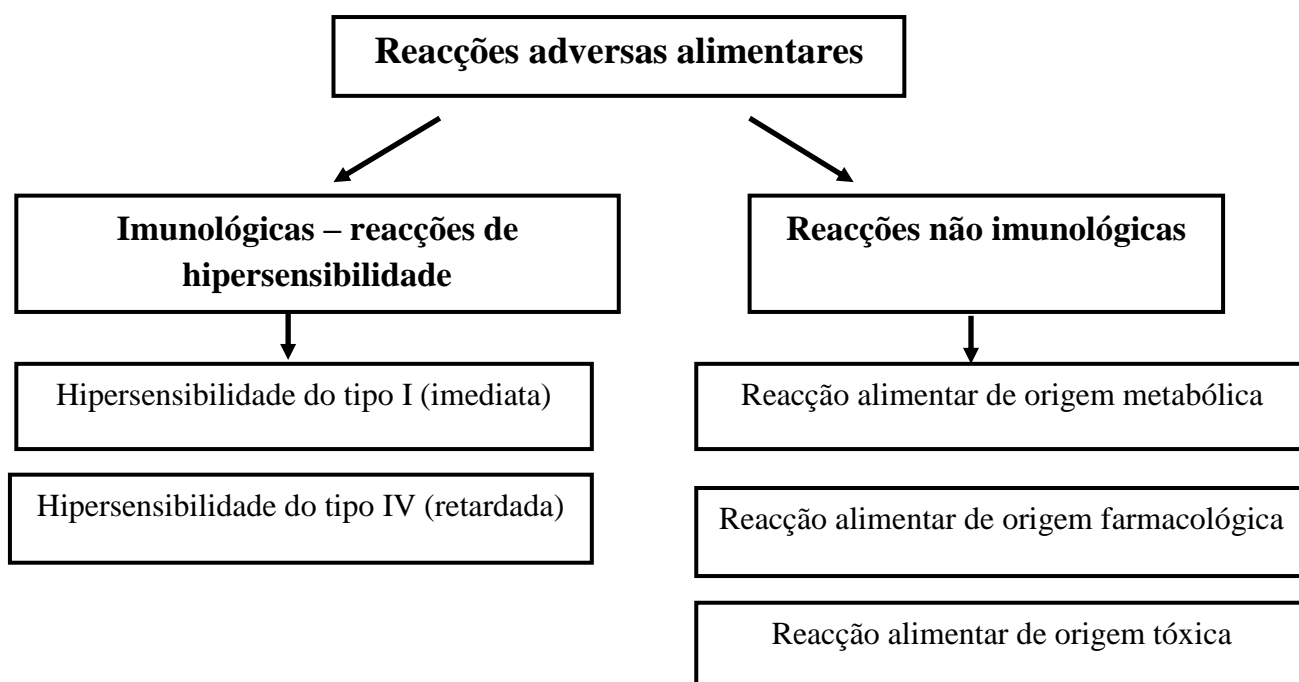 Reacções adversas alimentares
Imunológicas – reacções de
hipersensibilidade
Reacções não imunológicas
Hipersensibilidade do tipo I (imediata)
Hipersensibilidade do tipo IV (retardada)
Reacção alimentar de origem metabólica
Reacção alimentar de origem farmacológica
Reacção alimentar de origem tóxica